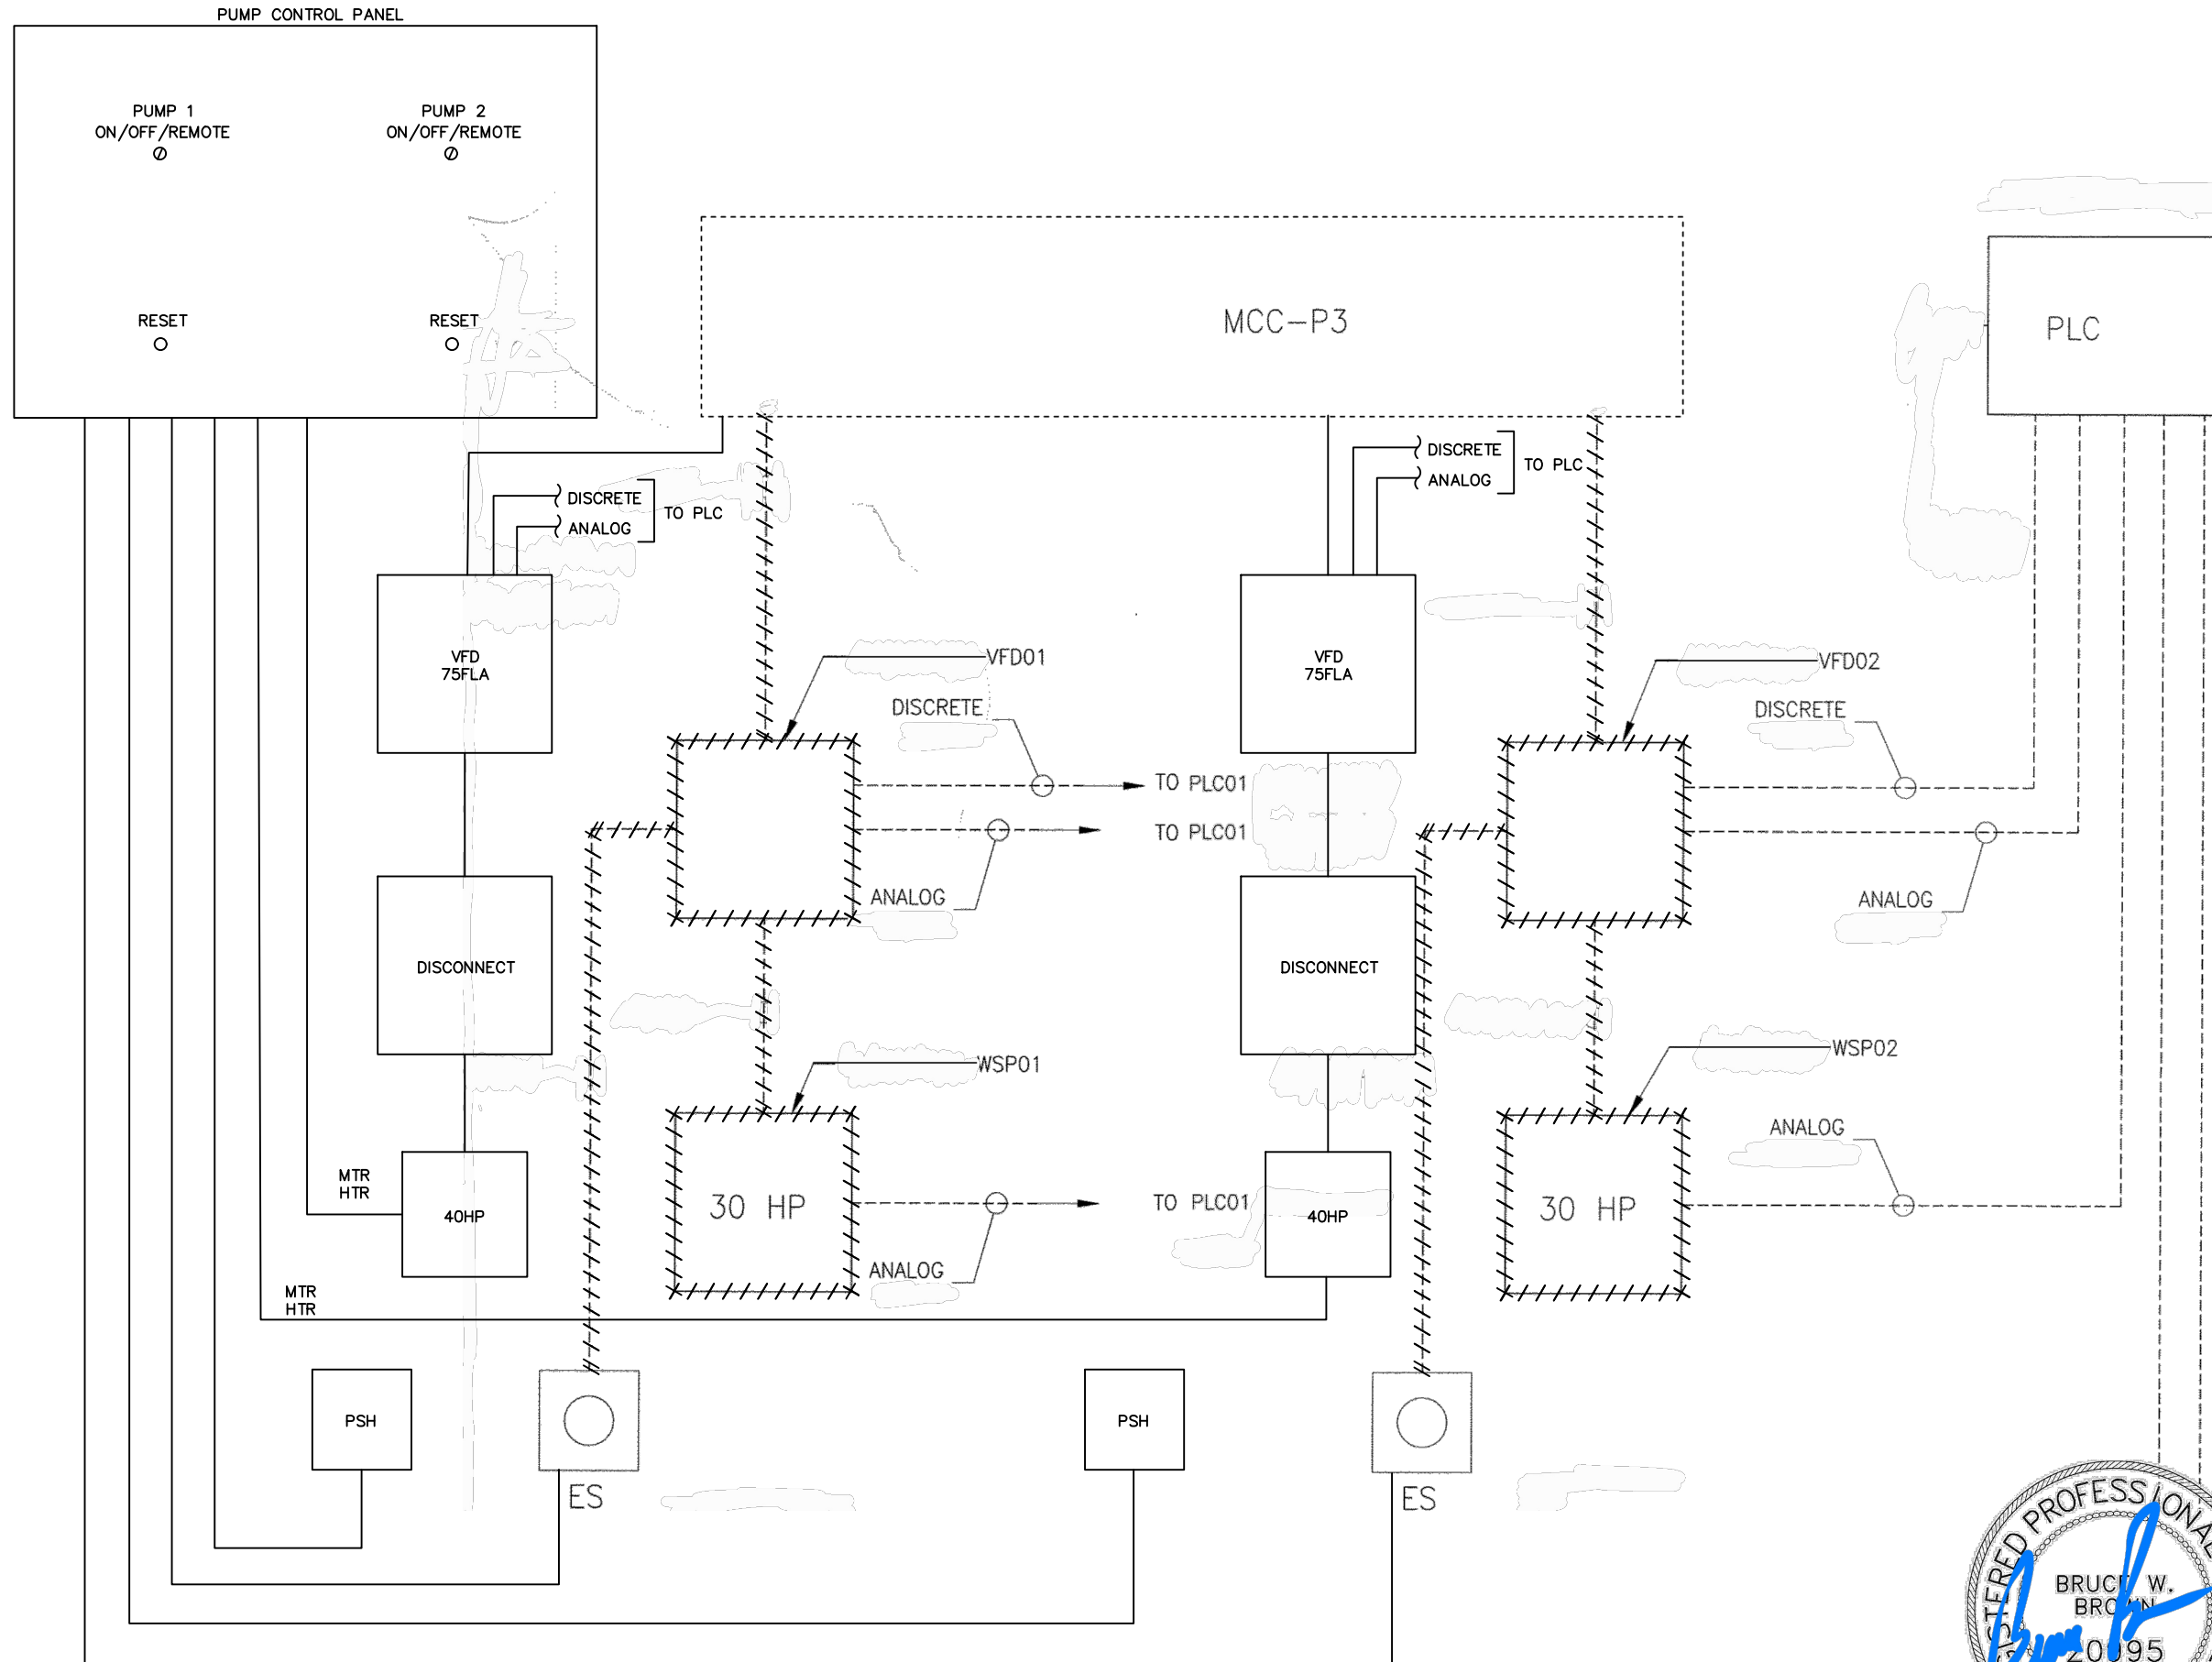 PUMP CONTROL PANEL
PUMP 1
ON/OFF/REMOTE
PUMP 2
ON/OFF/REMOTE
RESET
RESET
MCC-P3
PLC
DISCRETE
ANALOG
TO PLC
DISCRETE
ANALOG
TO PLC
VFD
75FLA
VFD01
DISCRETE
VFD
75FLA
VFD02
DISCRETE
TO PLC01
TO PLC01
ANALOG
ANALOG
DISCONNECT
DISCONNECT
WSP01
WSP02
ANALOG
MTR
HTR
40HP
30 HP
TO PLC01
40HP
30 HP
ANALOG
MTR
HTR
PSH
ES
PSH
ES
PROFESSIONAL
BRUCE W.
BROWN